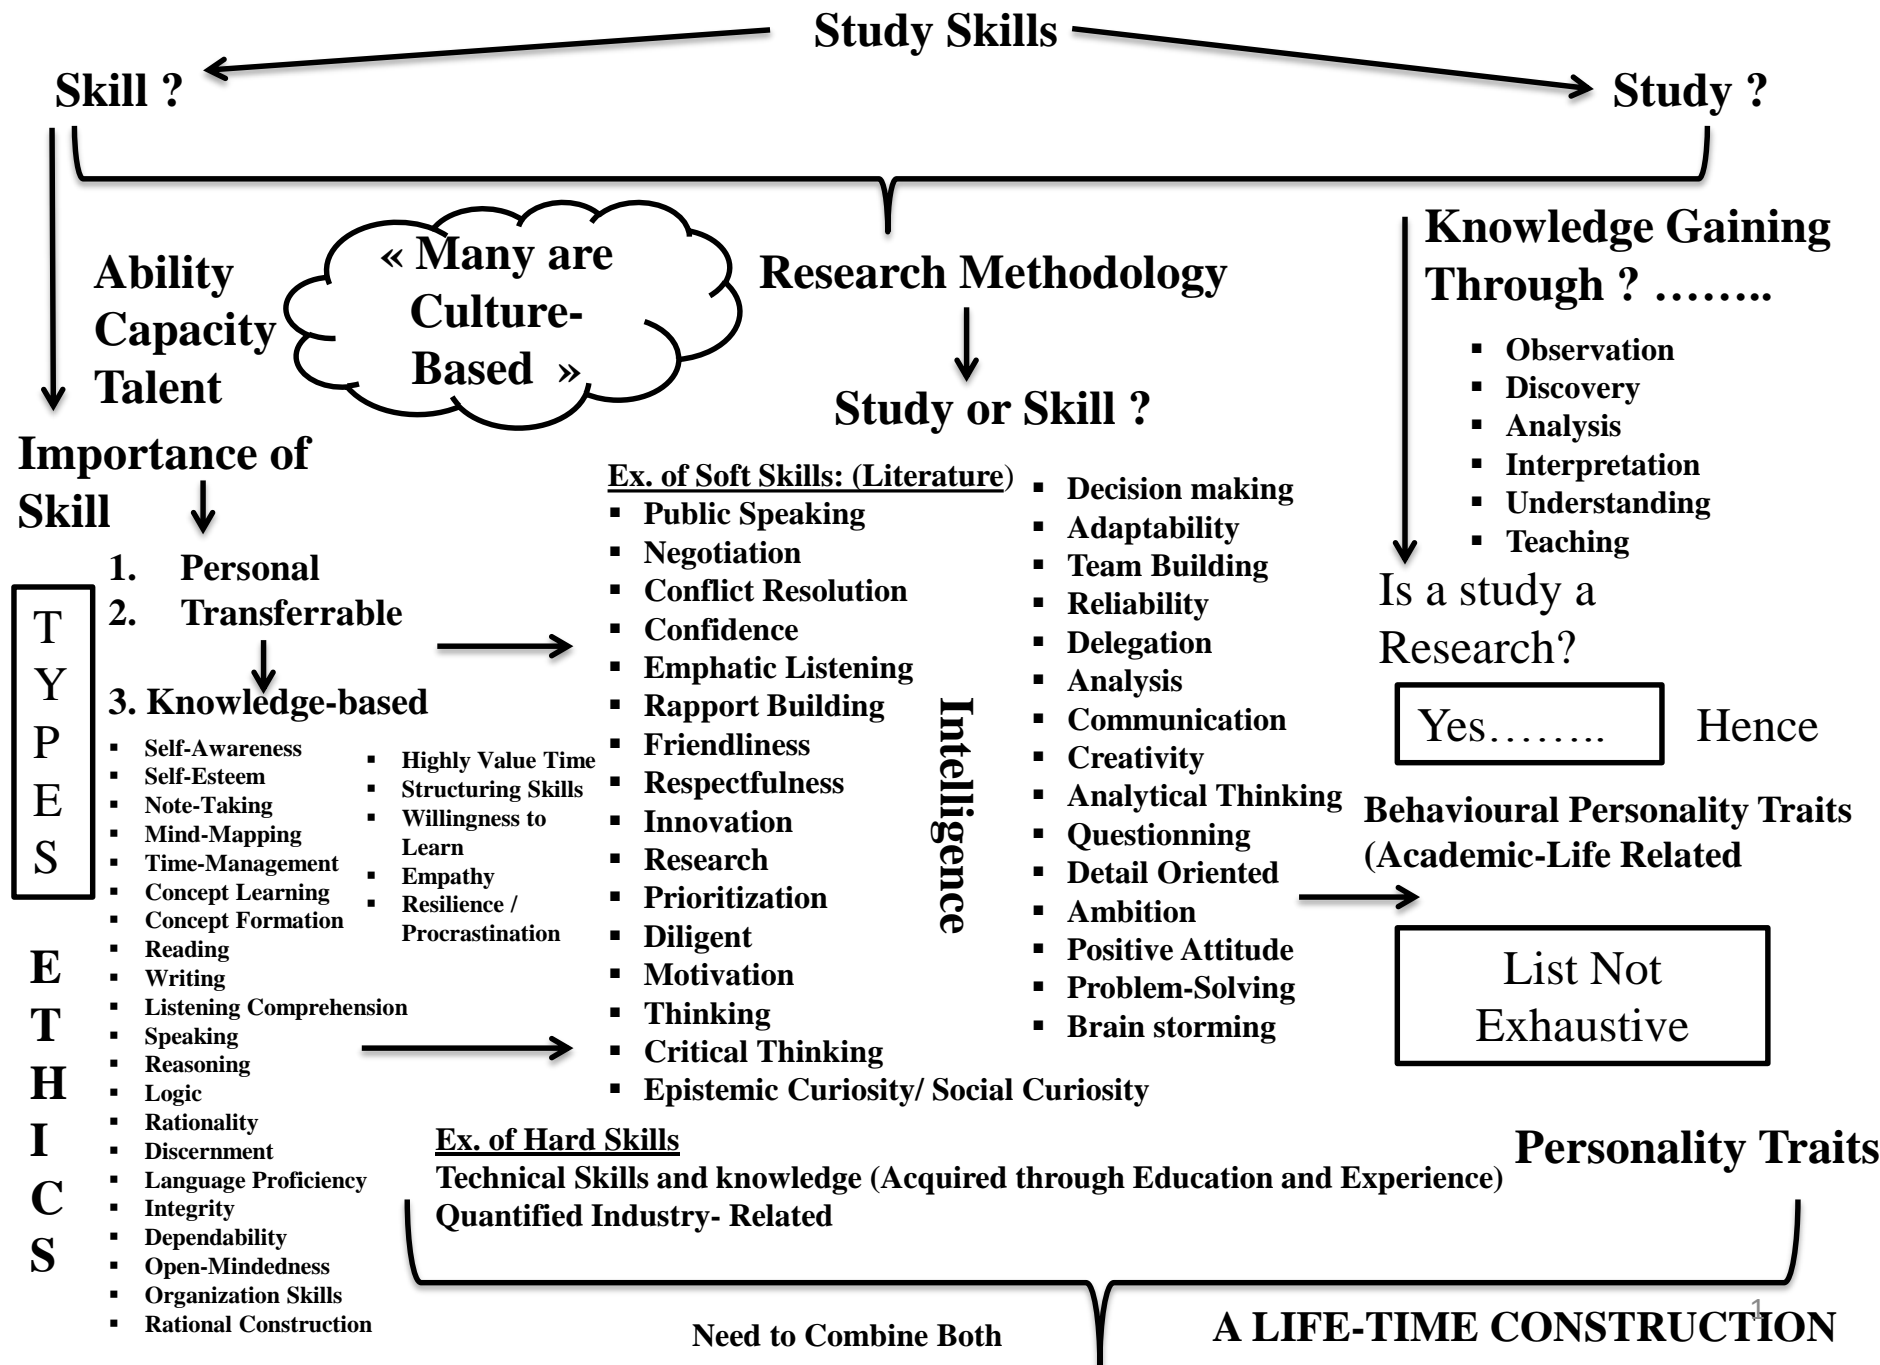 Study Skills
Skill ?
Study ?
Ability
Capacity
Talent
« Many are
Culture-
Based »
Research Methodology
Study or Skill ?
Knowledge Gaining
Through ? ……..
▪ Observation
▪ Discovery
▪ Analysis
▪ Interpretation
▪ Understanding
▪ Teaching
Importance of
Skill
1. Personal
2. Transferrable
3. Knowledge-based
T
Y
P
E
S
E
T
H
I
C
S
▪ Self-Awareness
▪ Self-Esteem
▪ Note-Taking
▪ Mind-Mapping
▪ Time-Management
▪ Concept Learning
▪ Concept Formation
▪ Reading
▪ Writing
▪ Listening Comprehension
▪ Speaking
▪ Reasoning
▪ Logic
▪ Rationality
▪ Discernment
▪ Language Proficiency
▪ Integrity
▪ Dependability
▪ Open-Mindedness
▪ Organization Skills
▪ Rational Construction
▪ Highly Value Time
▪ Structuring Skills
▪ Willingness to
Learn
▪ Empathy
▪ Resilience /
Procrastination
Ex. of Soft Skills: (Literature)
▪ Public Speaking
▪ Negotiation
▪ Conflict Resolution
▪ Confidence
▪ Emphatic Listening
▪ Rapport Building
▪ Friendliness
▪ Respectfulness
▪ Innovation
▪ Research
▪ Prioritization
▪ Diligent
▪ Motivation
▪ Thinking
▪ Critical Thinking
▪ Epistemic Curiosity/ Social Curiosity
Intelligence
▪ Decision making
▪ Adaptability
▪ Team Building
▪ Reliability
▪ Delegation
▪ Analysis
▪ Communication
▪ Creativity
▪ Analytical Thinking
▪ Questionning
▪ Detail Oriented
▪ Ambition
▪ Positive Attitude
▪ Problem-Solving
▪ Brain storming
Is a study a
Research?
Yes……..
Hence
Behavioural Personality Traits
(Academic-Life Related
List Not
Exhaustive
Ex. of Hard Skills
Technical Skills and knowledge (Acquired through Education and Experience)
Quantified Industry- Related
Personality Traits
Need to Combine Both
A LIFE-TIME CONSTRUCTION
1